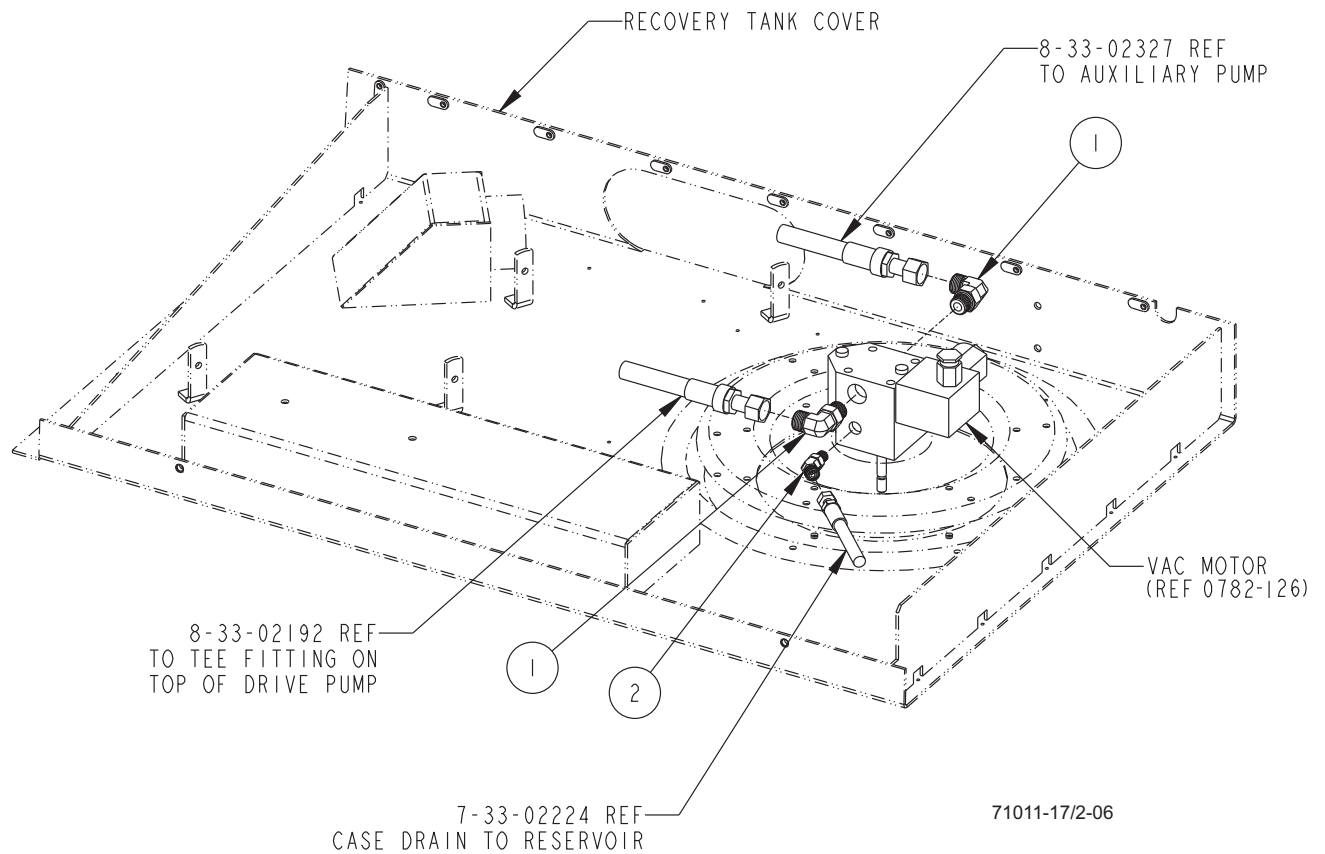 RECOVERY TANK COVER
8-33-02327 REF
TO AUXILIARY PUMP
1
8-33-02192 REF
TO TEE FITTING ON
TOP OF DRIVE PUMP
1
2
VAC MOTOR
(REF 0782-126)
7-33-02224 REF
CASE DRAIN TO RESERVOIR
71011-17/2-06